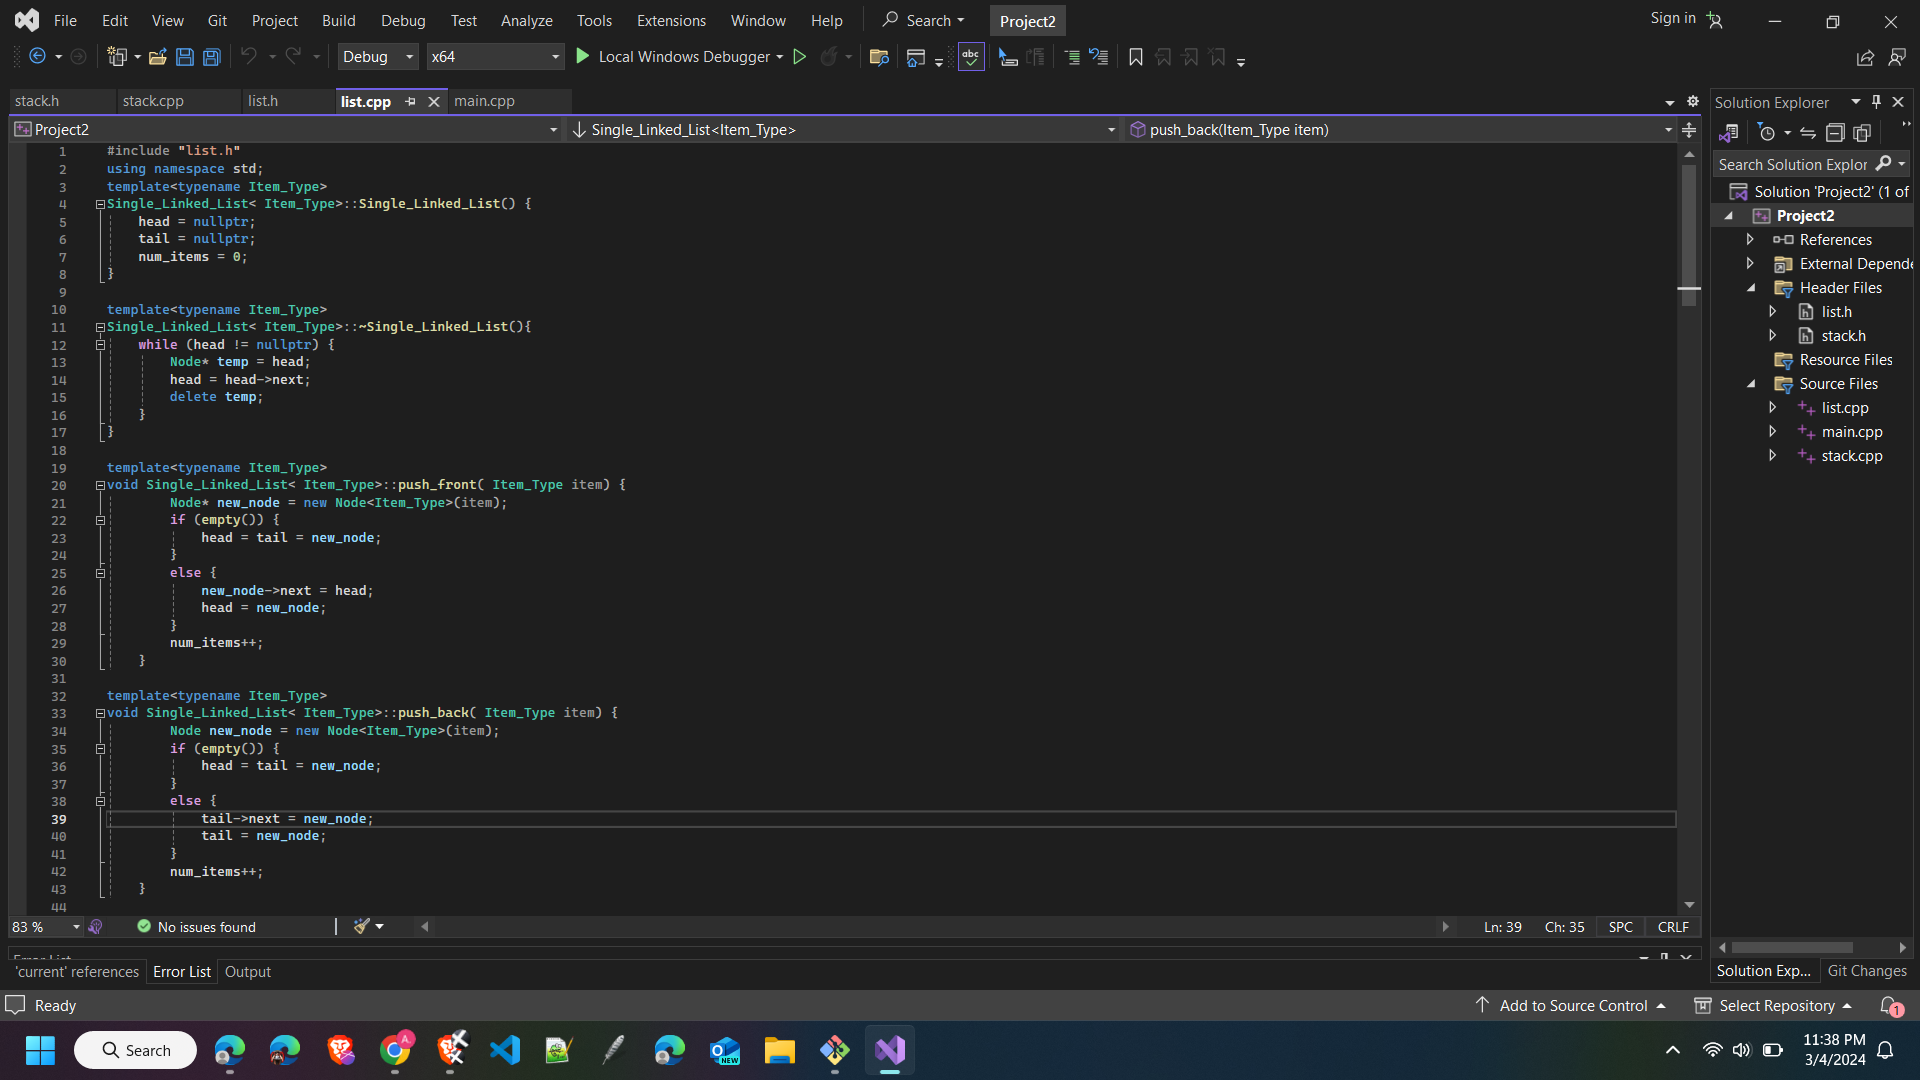 File Edit View Git Project Build Debug Test Analyze Tools Extensions Window Help Search Project2 Sign in
Debug x64 Local Windows Debugger abc
stack.h stack.cpp list.h list.cpp main.cpp
Project2 Single_Linked_List<Item_Type> push_back(Item_Type item)
1 #include "list.h"
2 using namespace std;
3 template<typename Item_Type>
4 Single_Linked_List< Item_Type>::Single_Linked_List() {
5 head = nullptr;
6 tail = nullptr;
7 num_items = 0;
8 }
9
10 template<typename Item_Type>
11 Single_Linked_List< Item_Type>::~Single_Linked_List(){
12 while (head != nullptr) {
13 Node* temp = head;
14 head = head->next;
15 delete temp;
16 }
17 }
18
19 template<typename Item_Type>
20 void Single_Linked_List< Item_Type>::push_front( Item_Type item) {
21 Node* new_node = new Node<Item_Type>(item);
22 if (empty()) {
23 head = tail = new_node;
24 }
25 else {
26 new_node->next = head;
27 head = new_node;
28 }
29 num_items++;
30 }
31
32 template<typename Item_Type>
33 void Single_Linked_List< Item_Type>::push_back( Item_Type item) {
34 Node new_node = new Node<Item_Type>(item);
35 if (empty()) {
36 head = tail = new_node;
37 }
38 else {
39 tail->next = new_node;
40 tail = new_node;
41 }
42 num_items++;
43 }
44
83 % No issues found Ln: 39 Ch: 35 SPC CRLF
Error List
'current' references Error List Output
Solution Explorer
Search Solution Explor
Solution 'Project2' (1 of
Project2
References
External Depende
Header Files
list.h
stack.h
Resource Files
Source Files
list.cpp
main.cpp
stack.cpp
Solution Exp... Git Changes
Ready Add to Source Control Select Repository 1
Search A NEW 11:38 PM
3/4/2024